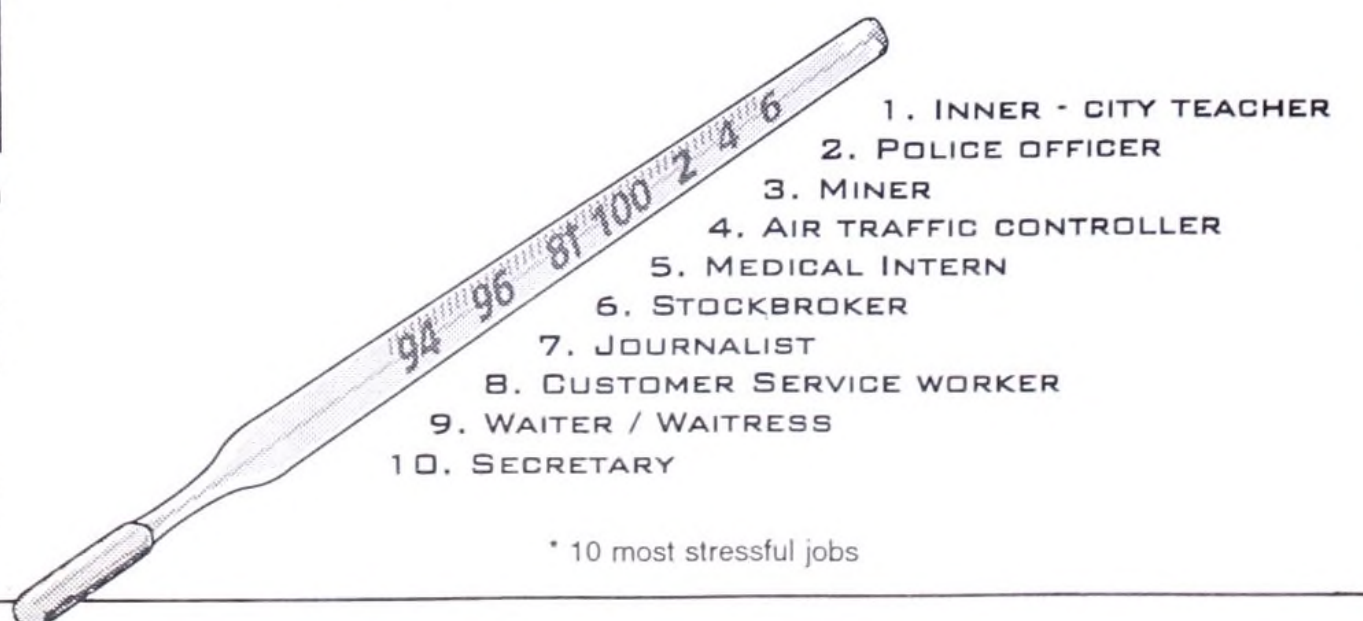 94 96 8↑ 100 2 4 6
1. INNER - CITY TEACHER
2. POLICE OFFICER
3. MINER
4. AIR TRAFFIC CONTROLLER
5. MEDICAL INTERN
6. STOCKBROKER
7. JOURNALIST
8. CUSTOMER SERVICE WORKER
9. WAITER / WAITRESS
10. SECRETARY
* 10 most stressful jobs